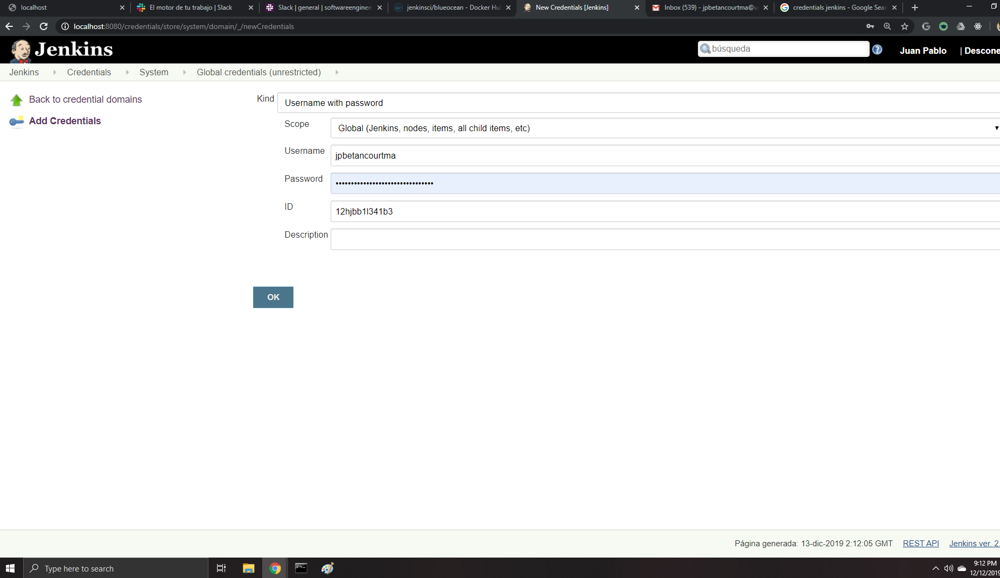 localhost
El motor de tu trabajo | Slack
Slack | general | softwareenginee
jenkinsci/blueocean - Docker Hu
New Credentials [Jenkins]
Inbox (539) - jpbetancourtma@u
credentials jenkins - Google Sear
localhost:8080/credentials/store/system/domain/_/newCredentials
Jenkins
búsqueda
Juan Pablo
| Descone
Jenkins
Credentials
System
Global credentials (unrestricted)
Back to credential domains
Add Credentials
Kind
Username with password
Scope
Global (Jenkins, nodes, items, all child items, etc)
Username
jpbetancourtma
Password
••••••••••••••••••••••••••••••••
ID
12hjbb1l341b3
Description
OK
Página generada: 13-dic-2019 2:12:05 GMT
REST API
Jenkins ver. 2.
Type here to search
9:12 PM
12/12/2019